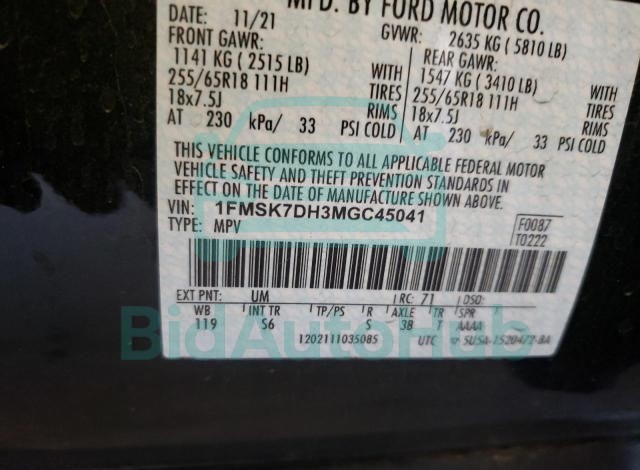 MFD. BY FORD MOTOR CO.
DATE: 11/21 GVWR: 2635 KG ( 5810 LB)
FRONT GAWR: REAR GAWR:
1141 KG ( 2515 LB) WITH 1547 KG ( 3410 LB) WITH
255/65R18 111H TIRES 255/65R18 111H TIRES
18x7.5J RIMS 18x7.5J RIMS
AT 230 kPa/ 33 PSI COLD AT 230 kPa/ 33 PSI COLD
THIS VEHICLE CONFORMS TO ALL APPLICABLE FEDERAL MOTOR
VEHICLE SAFETY AND THEFT PREVENTION STANDARDS IN
EFFECT ON THE DATE OF MANUFACTURE SHOWN ABOVE.
VIN: 1FMSK7DH3MGC45041
TYPE: MPV
F0087
T0222
EXT PNT: UM RC: 71 DSO:
WB INT TR TP/PS R AXLE TR SPR
119 S6 S 3B T AAAA
BidAutoHub
1202111035085 UTC